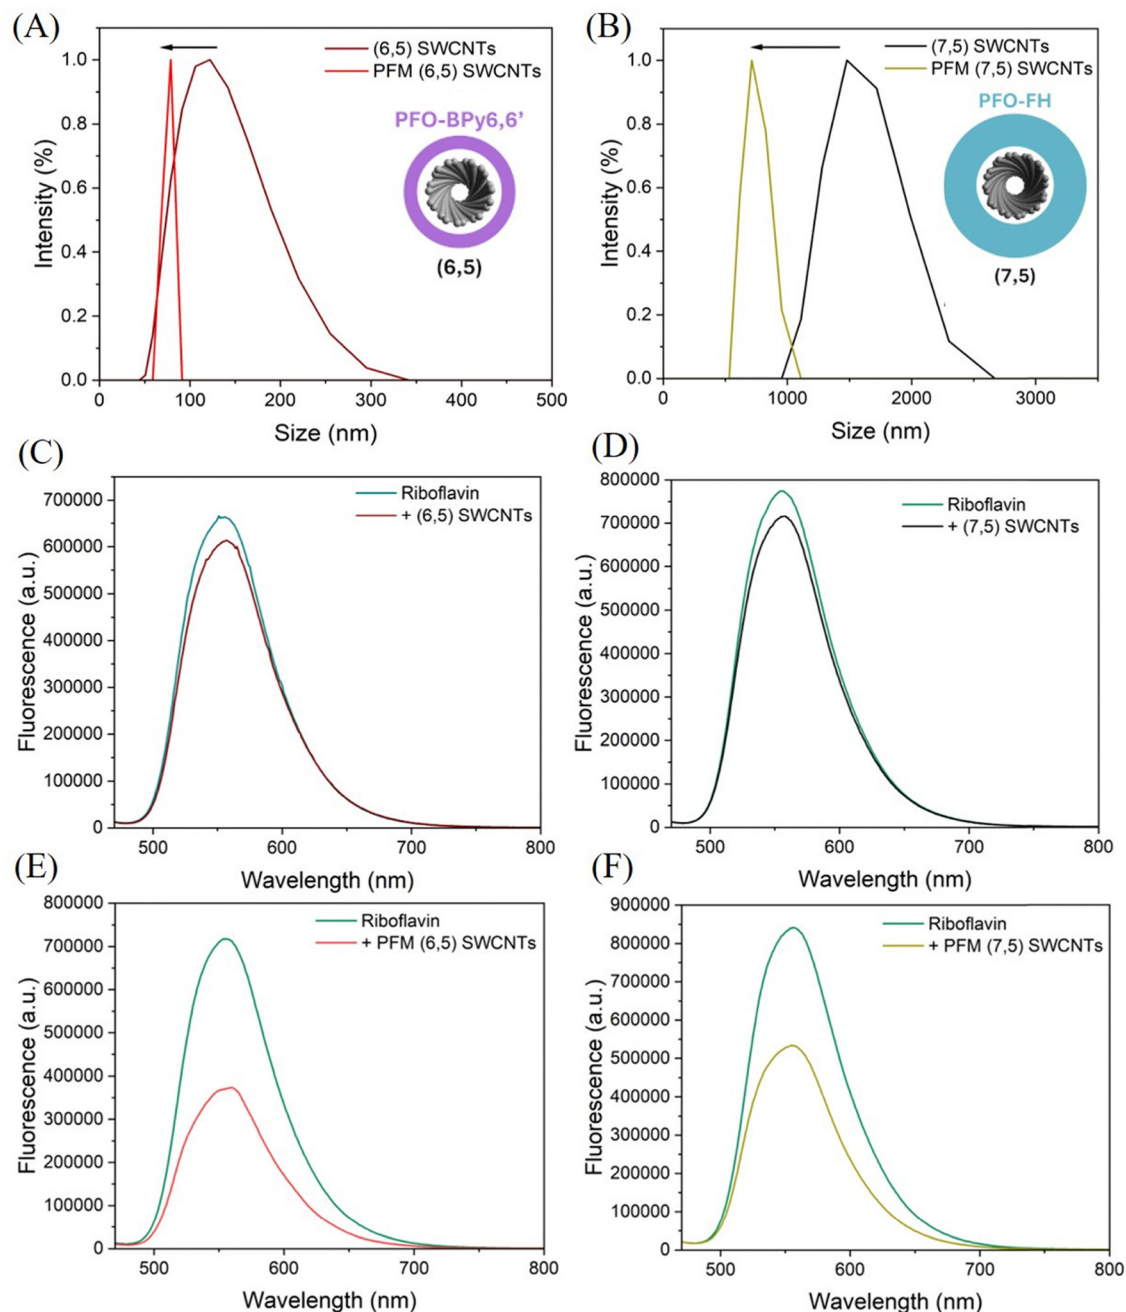 (A)
(6,5) SWCNTs
PFM (6,5) SWCNTs
PFO-BPy6,6’
(6,5)
1.0
0.8
0.6
0.4
0.2
0.0
Intensity (%)
0 100 200 300 400 500
Size (nm)
(B)
(7,5) SWCNTs
PFM (7,5) SWCNTs
PFO-FH
(7,5)
1.0
0.8
0.6
0.4
0.2
0.0
Intensity (%)
0 1000 2000 3000
Size (nm)
(C)
Riboflavin
+ (6,5) SWCNTs
700000
600000
500000
400000
300000
200000
100000
0
Fluorescence (a.u.)
500 600 700 800
Wavelength (nm)
(D)
Riboflavin
+ (7,5) SWCNTs
800000
700000
600000
500000
400000
300000
200000
100000
0
Fluorescence (a.u.)
500 600 700 800
Wavelength (nm)
(E)
Riboflavin
+ PFM (6,5) SWCNTs
800000
700000
600000
500000
400000
300000
200000
100000
0
Fluorescence (a.u.)
500 600 700 800
Wavelength (nm)
(F)
Riboflavin
+ PFM (7,5) SWCNTs
900000
800000
700000
600000
500000
400000
300000
200000
100000
0
Fluorescence (a.u.)
500 600 700 800
Wavelength (nm)